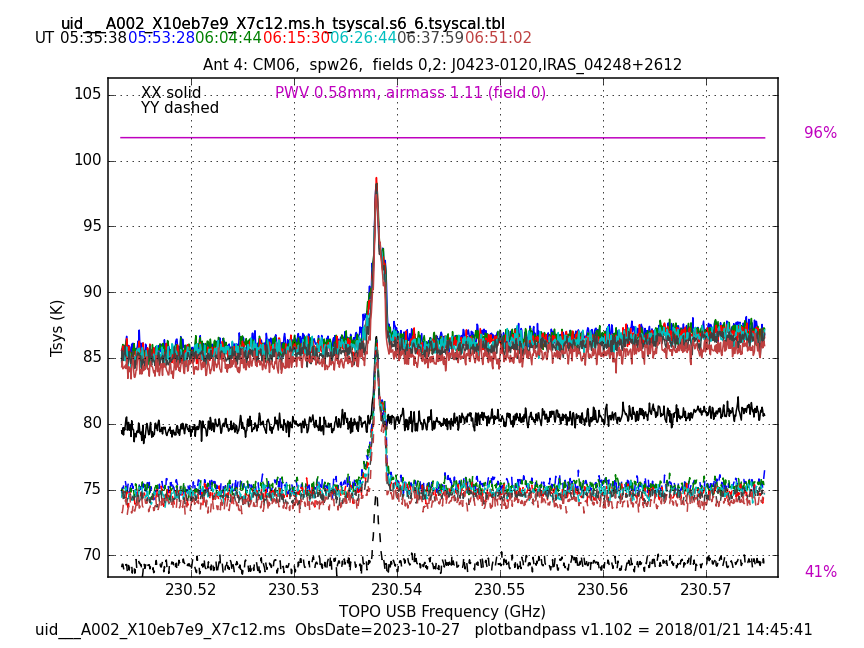 uid___A002_X10eb7e9_X7c12.ms.h_tsyscal.s6_6.tsyscal.tbl
UT 05:35:38 05:53:28 06:04:44 06:15:30 06:26:44 06:37:59 06:51:02
Ant 4: CM06,  spw26,  fields 0,2: J0423-0120,IRAS_04248+2612
XX solid PWV 0.58mm, airmass 1.11 (field 0)
YY dashed
105
96%
100
95
90
Tsys (K)
85
80
75
70
41%
230.52 230.53 230.54 230.55 230.56 230.57
TOPO USB Frequency (GHz)
uid___A002_X10eb7e9_X7c12.ms  ObsDate=2023-10-27   plotbandpass v1.102 = 2018/01/21 14:45:41